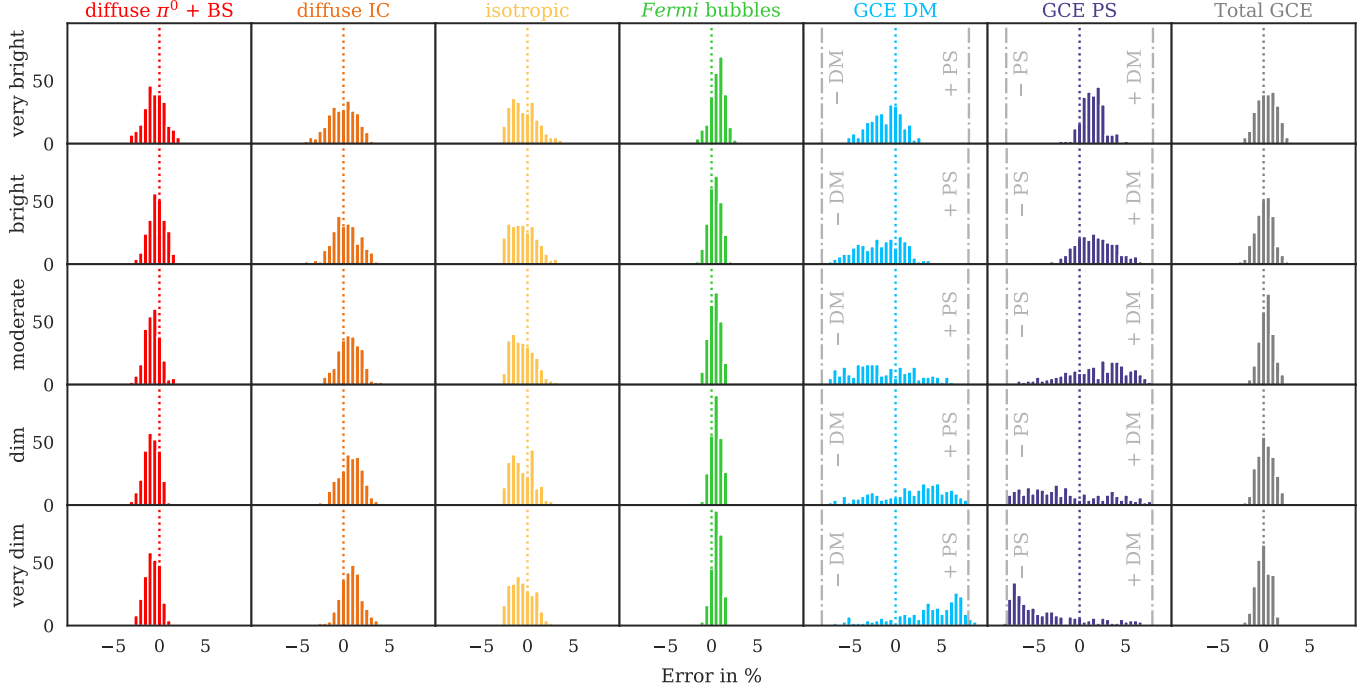 diffuse π⁰ + BS diffuse IC isotropic Fermi bubbles GCE DM GCE PS Total GCE
very bright 50 0 − DM + PS − PS + DM
bright 50 0 − DM + PS − PS + DM
moderate 50 0 − DM + PS − PS + DM
dim 50 0 − DM + PS − PS + DM
very dim 50 0 − DM + PS − PS + DM
−5 0 5 −5 0 5 −5 0 5 −5 0 5 −5 0 5 −5 0 5 −5 0 5
Error in %